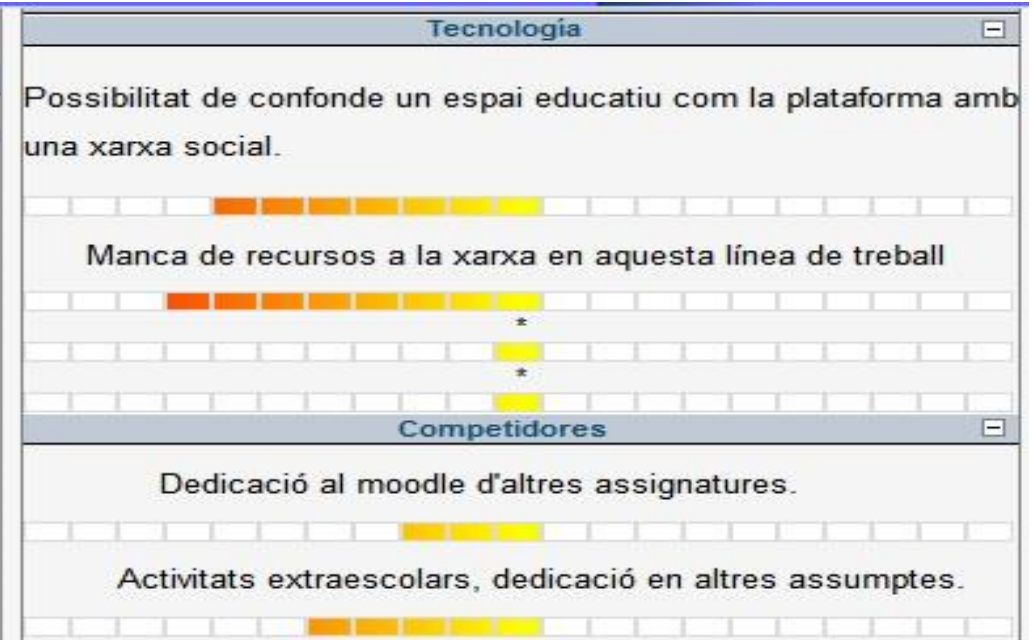 Tecnología
Possibilitat de confonde un espai educatiu com la plataforma amb
una xarxa social.
Manca de recursos a la xarxa en aquesta línea de treball
*
*
Competidores
Dedicació al moodle d'altres assignatures.
Activitats extraescolars, dedicació en altres assumptes.